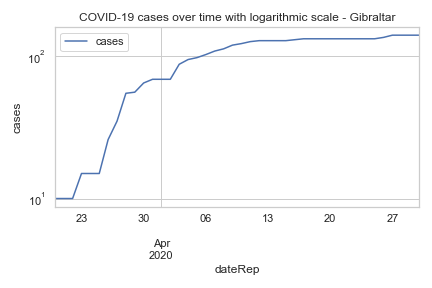 COVID-19 cases over time with logarithmic scale - Gibraltar
cases
10²
cases
10¹
23 30 06 13 20 27
Apr
2020
dateRep